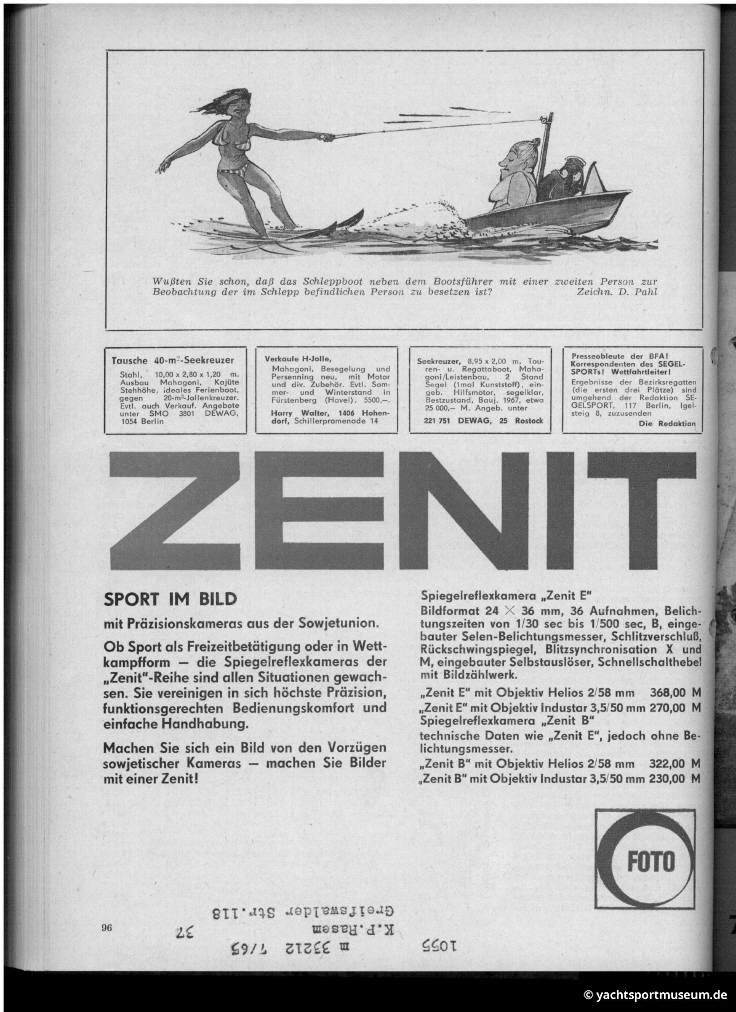 Wußten Sie schon, daß das Schleppboot neben dem Bootsführer mit einer zweiten Person zur
Beobachtung der im Schlepp befindlichen Person zu besetzen ist? Zeichn. D. Pahl
Tausche 40-m²-Seekreuzer
Stahl, 10,00 x 2,80 x 1,20 m.
Ausbau Mahagoni, Kajüte
Stehhöhe, ideales Ferienboot,
gegen 20-m²-Jollenkreuzer.
Evtl. auch Verkauf. Angebote
unter SMO 3801 DEWAG,
1054 Berlin
Verkaufe H-Jolle,
Mahagoni, Besegelung und
Persenning neu, mit Motor
und div. Zubehör. Evtl. Som-
mer- und Winterstand in
Fürstenberg (Havel). 5500,—.
Harry Walter, 1406 Hohen-
dorf, Schillerpromenade 14
Seekreuzer, 8,95 x 2,00 m, Tou-
ren- u. Regattaboot, Maha-
goni/Leistenbau, 2 Stand
Segel (1mal Kunststoff), ein-
geb. Hilfsmotor, segelklar,
Bestzustand, Bauj. 1967, etwa
25 000,— M. Angeb. unter
221 751 DEWAG, 25 Rostock
Presseobleute der BFA!
Korrespondenten des SEGEL-
SPORTs! Wettfahrtleiter!
Ergebnisse der Bezirksregatten
(die ersten drei Plätze) sind
umgehend der Redaktion SE-
GELSPORT, 117 Berlin, Igel-
steig 8, zuzusenden
Die Redaktion
ZENIT
SPORT IM BILD
mit Präzisionskameras aus der Sowjetunion.
Ob Sport als Freizeitbetätigung oder in Wett-
kampfform — die Spiegelreflexkameras der
„Zenit“-Reihe sind allen Situationen gewach-
sen. Sie vereinigen in sich höchste Präzision,
funktionsgerechten Bedienungskomfort und
einfache Handhabung.
Machen Sie sich ein Bild von den Vorzügen
sowjetischer Kameras — machen Sie Bilder
mit einer Zenit!
Spiegelreflexkamera „Zenit E“
Bildformat 24 × 36 mm, 36 Aufnahmen, Belich-
tungszeiten von 1/30 sec bis 1/500 sec, B, einge-
bauter Selen-Belichtungsmesser, Schlitzverschluß,
Rückschwingspiegel, Blitzsynchronisation X und
M, eingebauter Selbstauslöser, Schnellschalthebel
mit Bildzählwerk.
„Zenit E“ mit Objektiv Helios 2/58 mm 368,00 M
„Zenit E“ mit Objektiv Industar 3,5/50 mm 270,00 M
Spiegelreflexkamera „Zenit B“
technische Daten wie „Zenit E“, jedoch ohne Be-
lichtungsmesser.
„Zenit B“ mit Objektiv Helios 2/58 mm 322,00 M
„Zenit B“ mit Objektiv Industar 3,5/50 mm 230,00 M
FOTO
1055
m 33212 7/65
K.P.Rasem 37
Greifswalder Str.118
96
© yachtsportmuseum.de